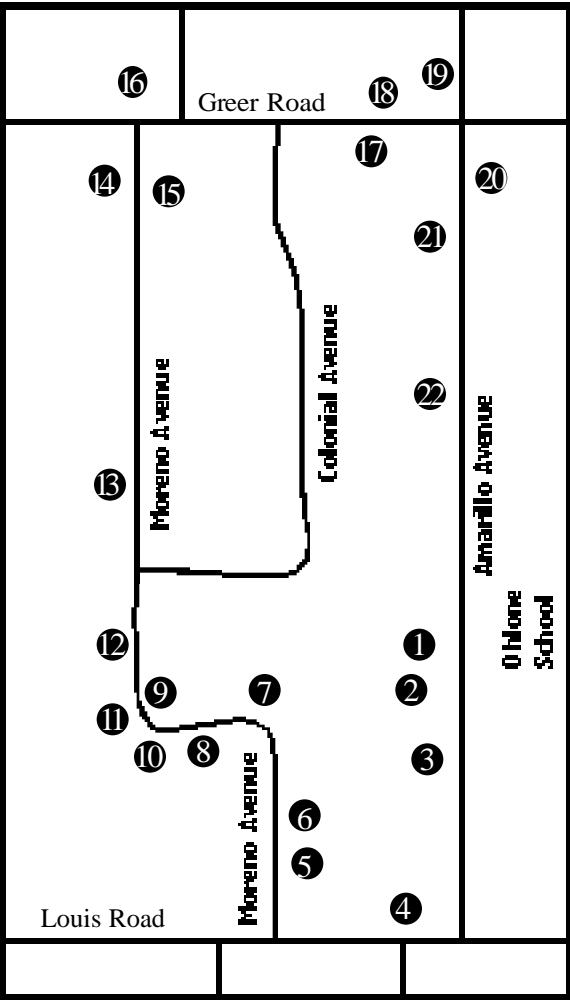 16
19
18
Greer Road
17
14
15
20
21
Colonial Avenue
Moreno Avenue
22
Amarillo Avenue
13
Ohlone
School
12
1
9
7
2
11
10
8
3
Moreno Avenue
6
5
4
Louis Road